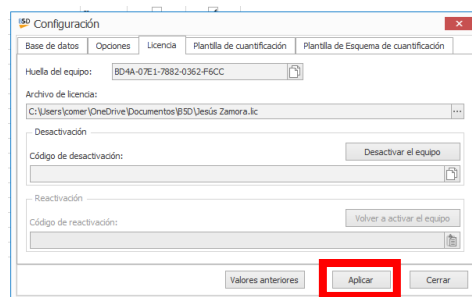 BSD Configuración
Base de datos Opciones Licencia Plantilla de cuantificación Plantilla de Esquema de cuantificación
Huella del equipo: BD4A-07E1-7882-0362-F6CC
Archivo de licencia:
C:\Users\comer\OneDrive\Documentos\BSD\Jesús Zamora.lic ...
Desactivación
Desactivar el equipo
Código de desactivación:
Reactivación
Volver a activar el equipo
Código de reactivación:
Valores anteriores Aplicar Cerrar